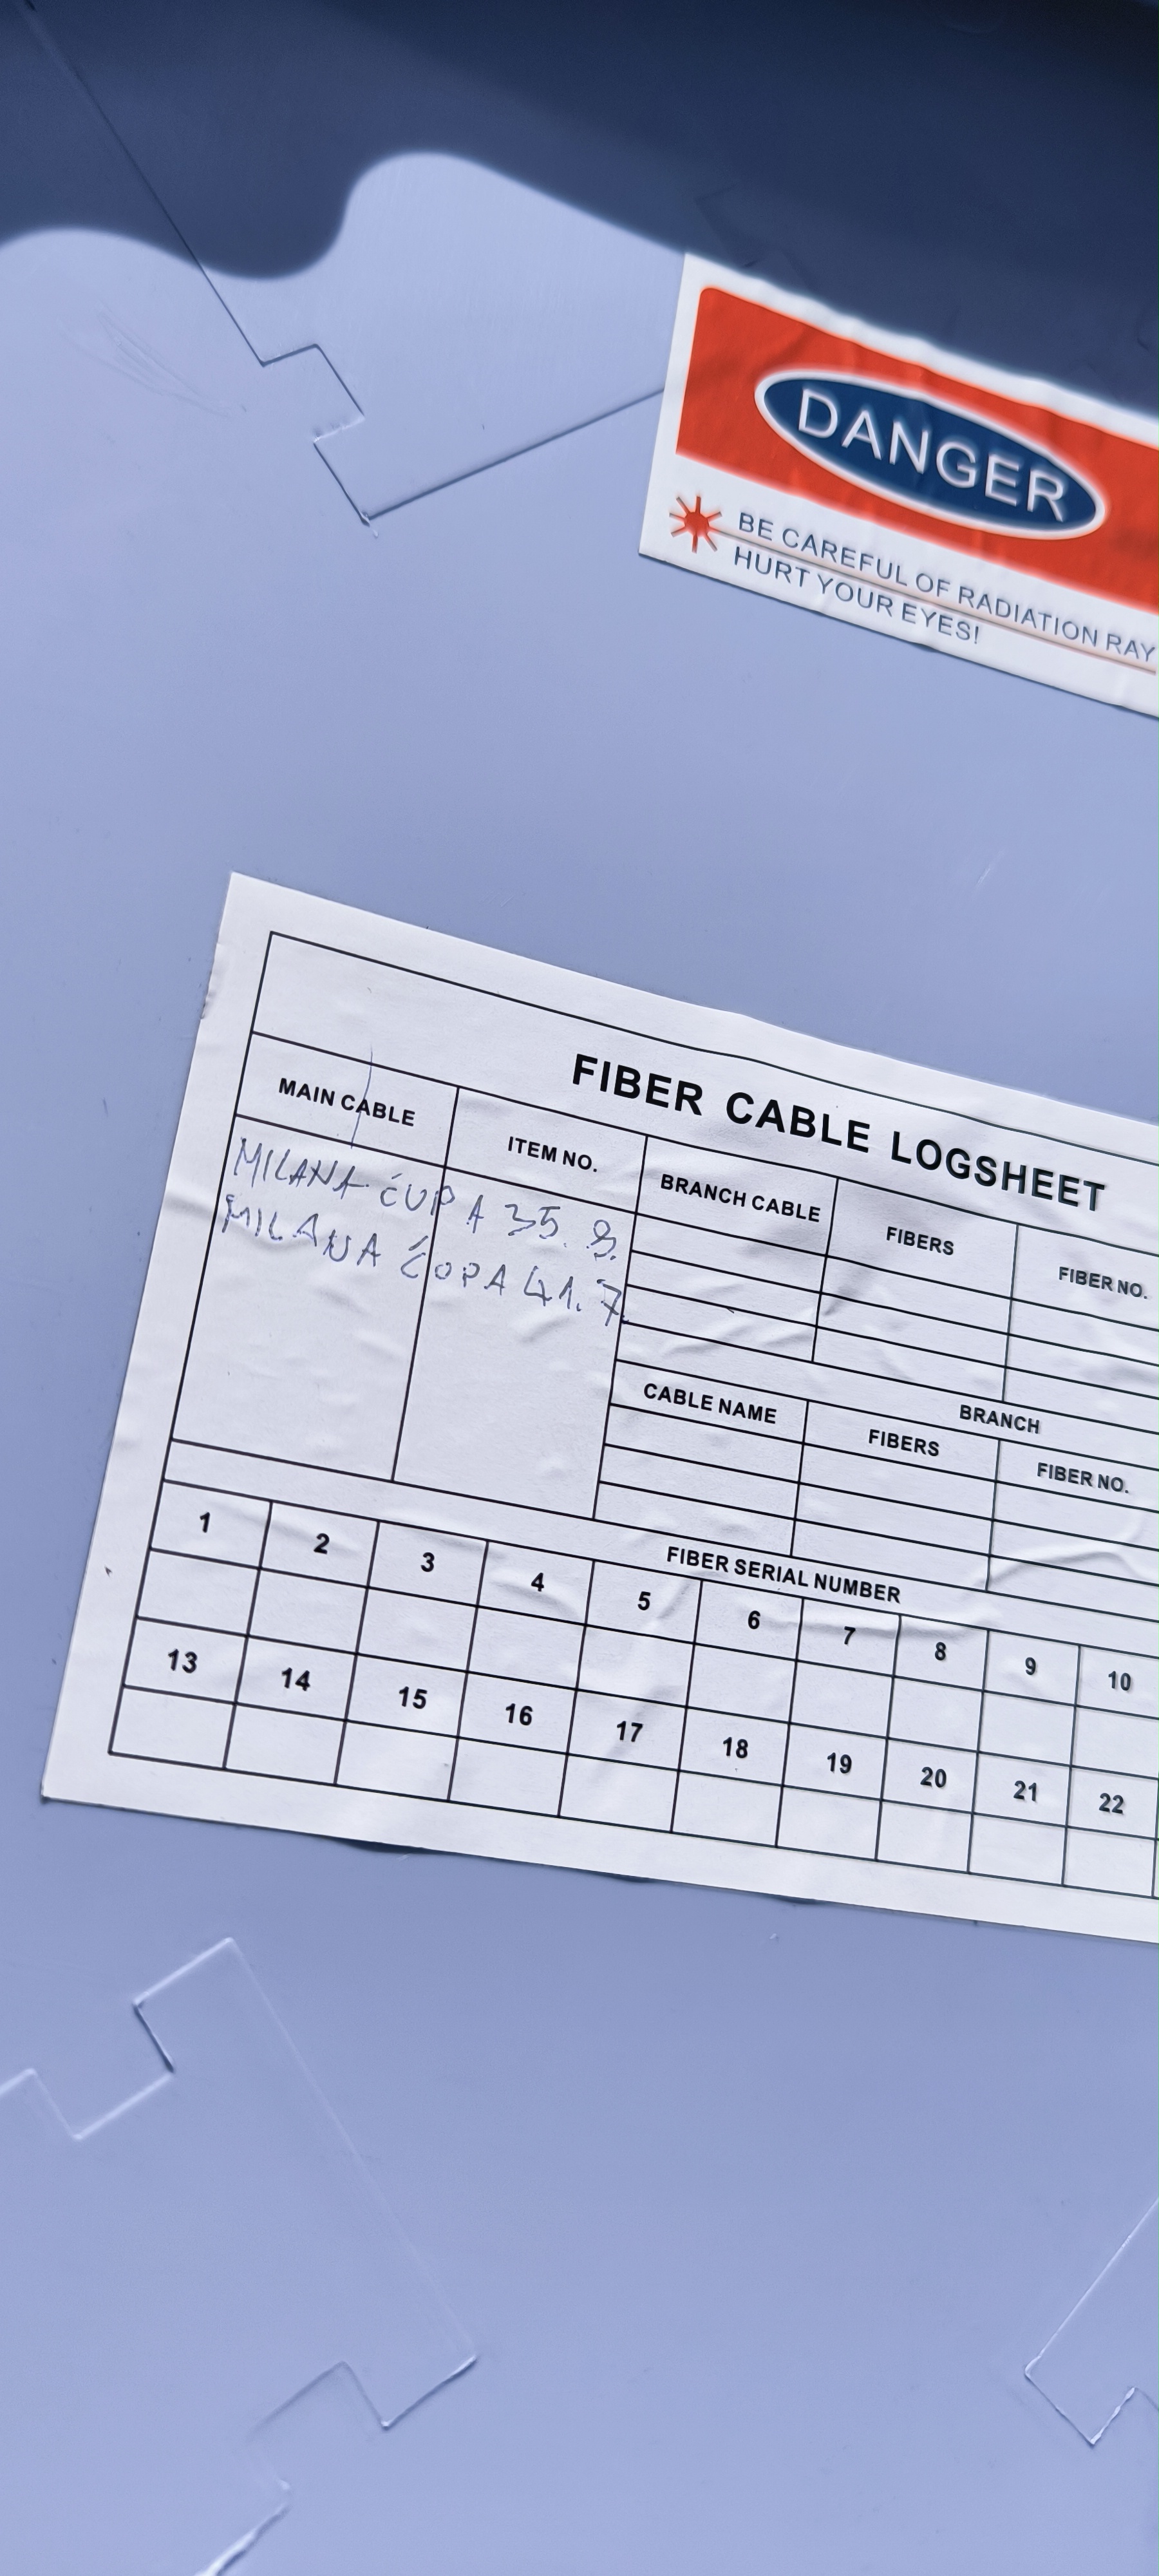 DANGER
BE CAREFUL OF RADIATION RAY
HURT YOUR EYES!
FIBER CABLE LOGSHEET
MAIN CABLE ITEM NO. BRANCH CABLE FIBERS FIBER NO.
MILANA ĆUP A 35. 8.
MILANA ĆOPA 41. 7.
BRANCH
CABLE NAME FIBERS FIBER NO.
FIBER SERIAL NUMBER
1 2 3 4 5 6 7 8 9 10
13 14 15 16 17 18 19 20 21 22